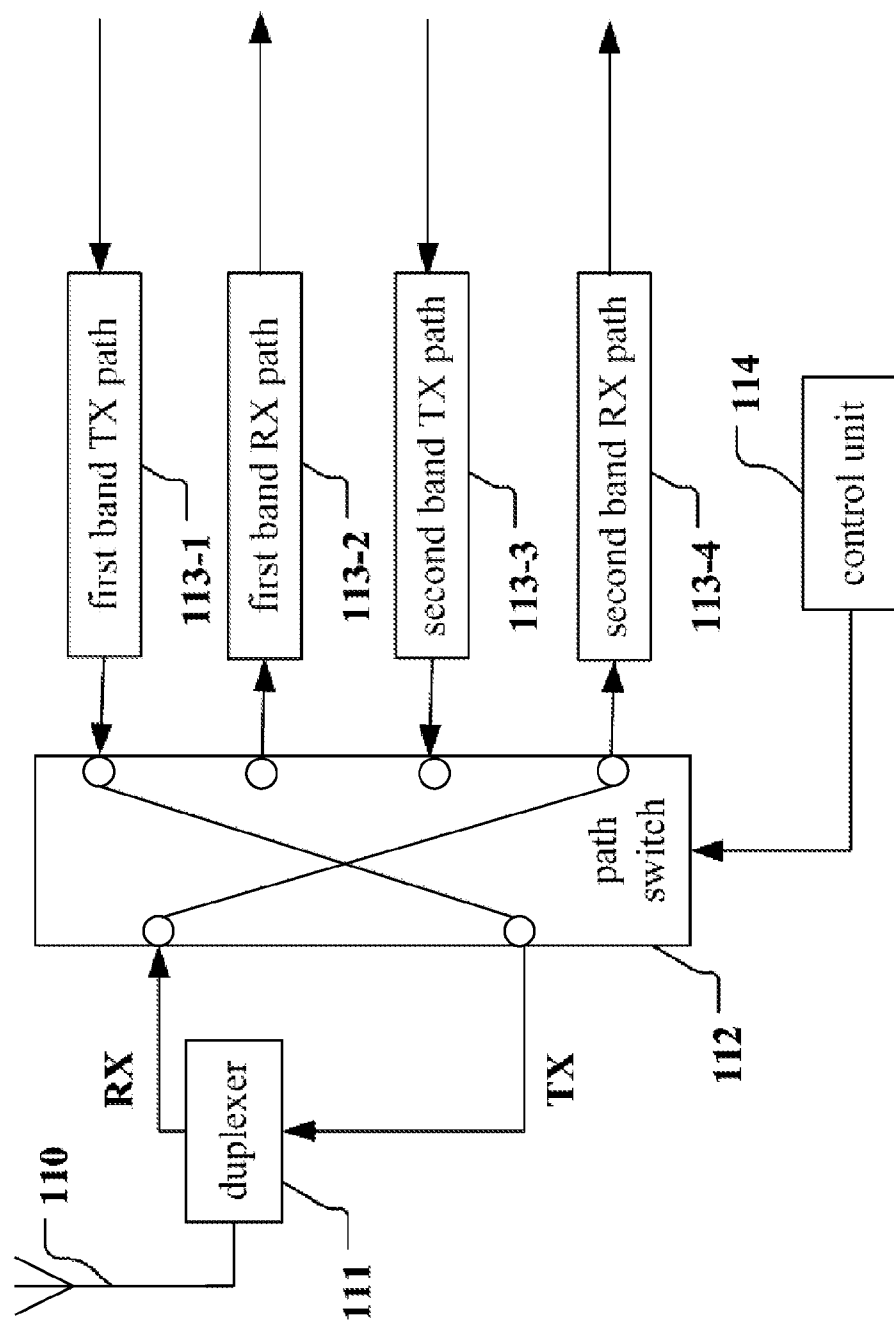 110
duplexer
111
RX
TX
path
switch
112
first band TX path
113-1
first band RX path
113-2
second band TX path
113-3
second band RX path
113-4
control unit
114